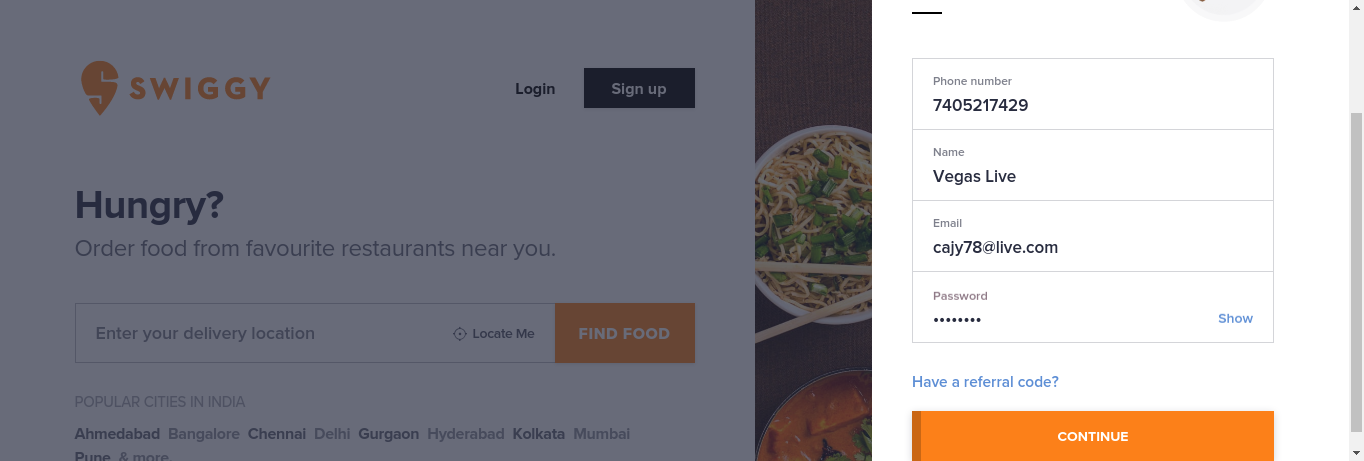 SWIGGY
Login
Sign up
Hungry?
Order food from favourite restaurants near you.
Enter your delivery location
Locate Me
FIND FOOD
POPULAR CITIES IN INDIA
Ahmedabad Bangalore Chennai Delhi Gurgaon Hyderabad Kolkata Mumbai
Pune & more.
Phone number
7405217429
Name
Vegas Live
Email
cajy78@live.com
Password
••••••••
Show
Have a referral code?
CONTINUE